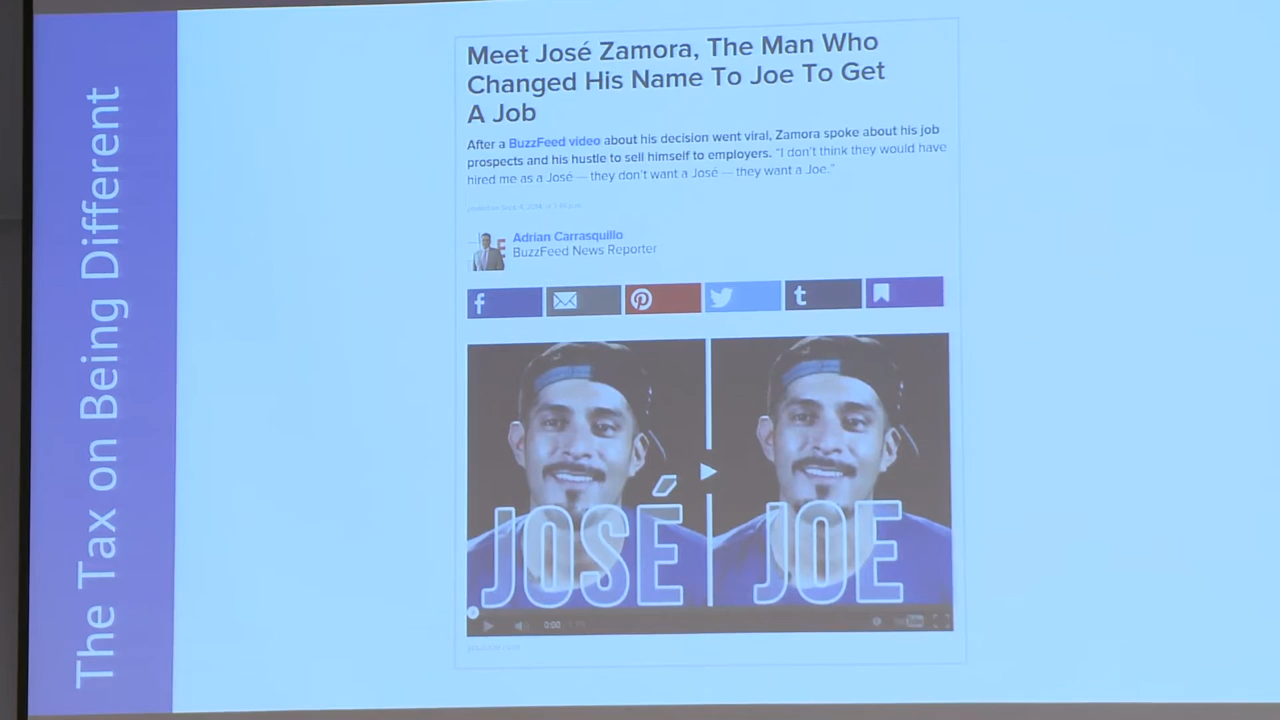 The Tax on Being Different
Meet José Zamora, The Man Who
Changed His Name To Joe To Get
A Job
After a BuzzFeed video about his decision went viral, Zamora spoke about his job
prospects and his hustle to sell himself to employers. “I don't think they would have
hired me as a José — they don't want a José — they want a Joe.”
Adrian Carrasquillo
BuzzFeed News Reporter
f
t
JOSÉ
JOE
0:00